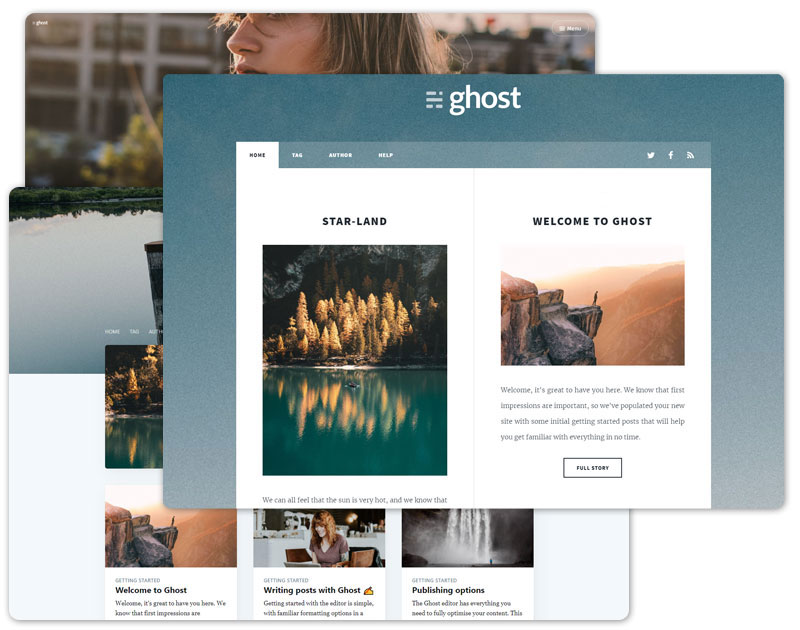 ghost
Menu
ghost
HOME
TAG
AUTHOR
HELP
STAR-LAND
We can all feel that the sun is very hot, and we know that
WELCOME TO GHOST
Welcome, it's great to have you here. We know that first
impressions are important, so we've populated your new
site with some initial getting started posts that will help
you get familiar with everything in no time.
FULL STORY
HOME
TAG
AUTH
GETTING STARTED
Welcome to Ghost
Welcome, it's great to have you here. We
know that first impressions are
GETTING STARTED
Writing posts with Ghost ✍️
Getting started with the editor is simple,
with familiar formatting options in a
GETTING STARTED
Publishing options
The Ghost editor has everything you
need to fully optimise your content. This